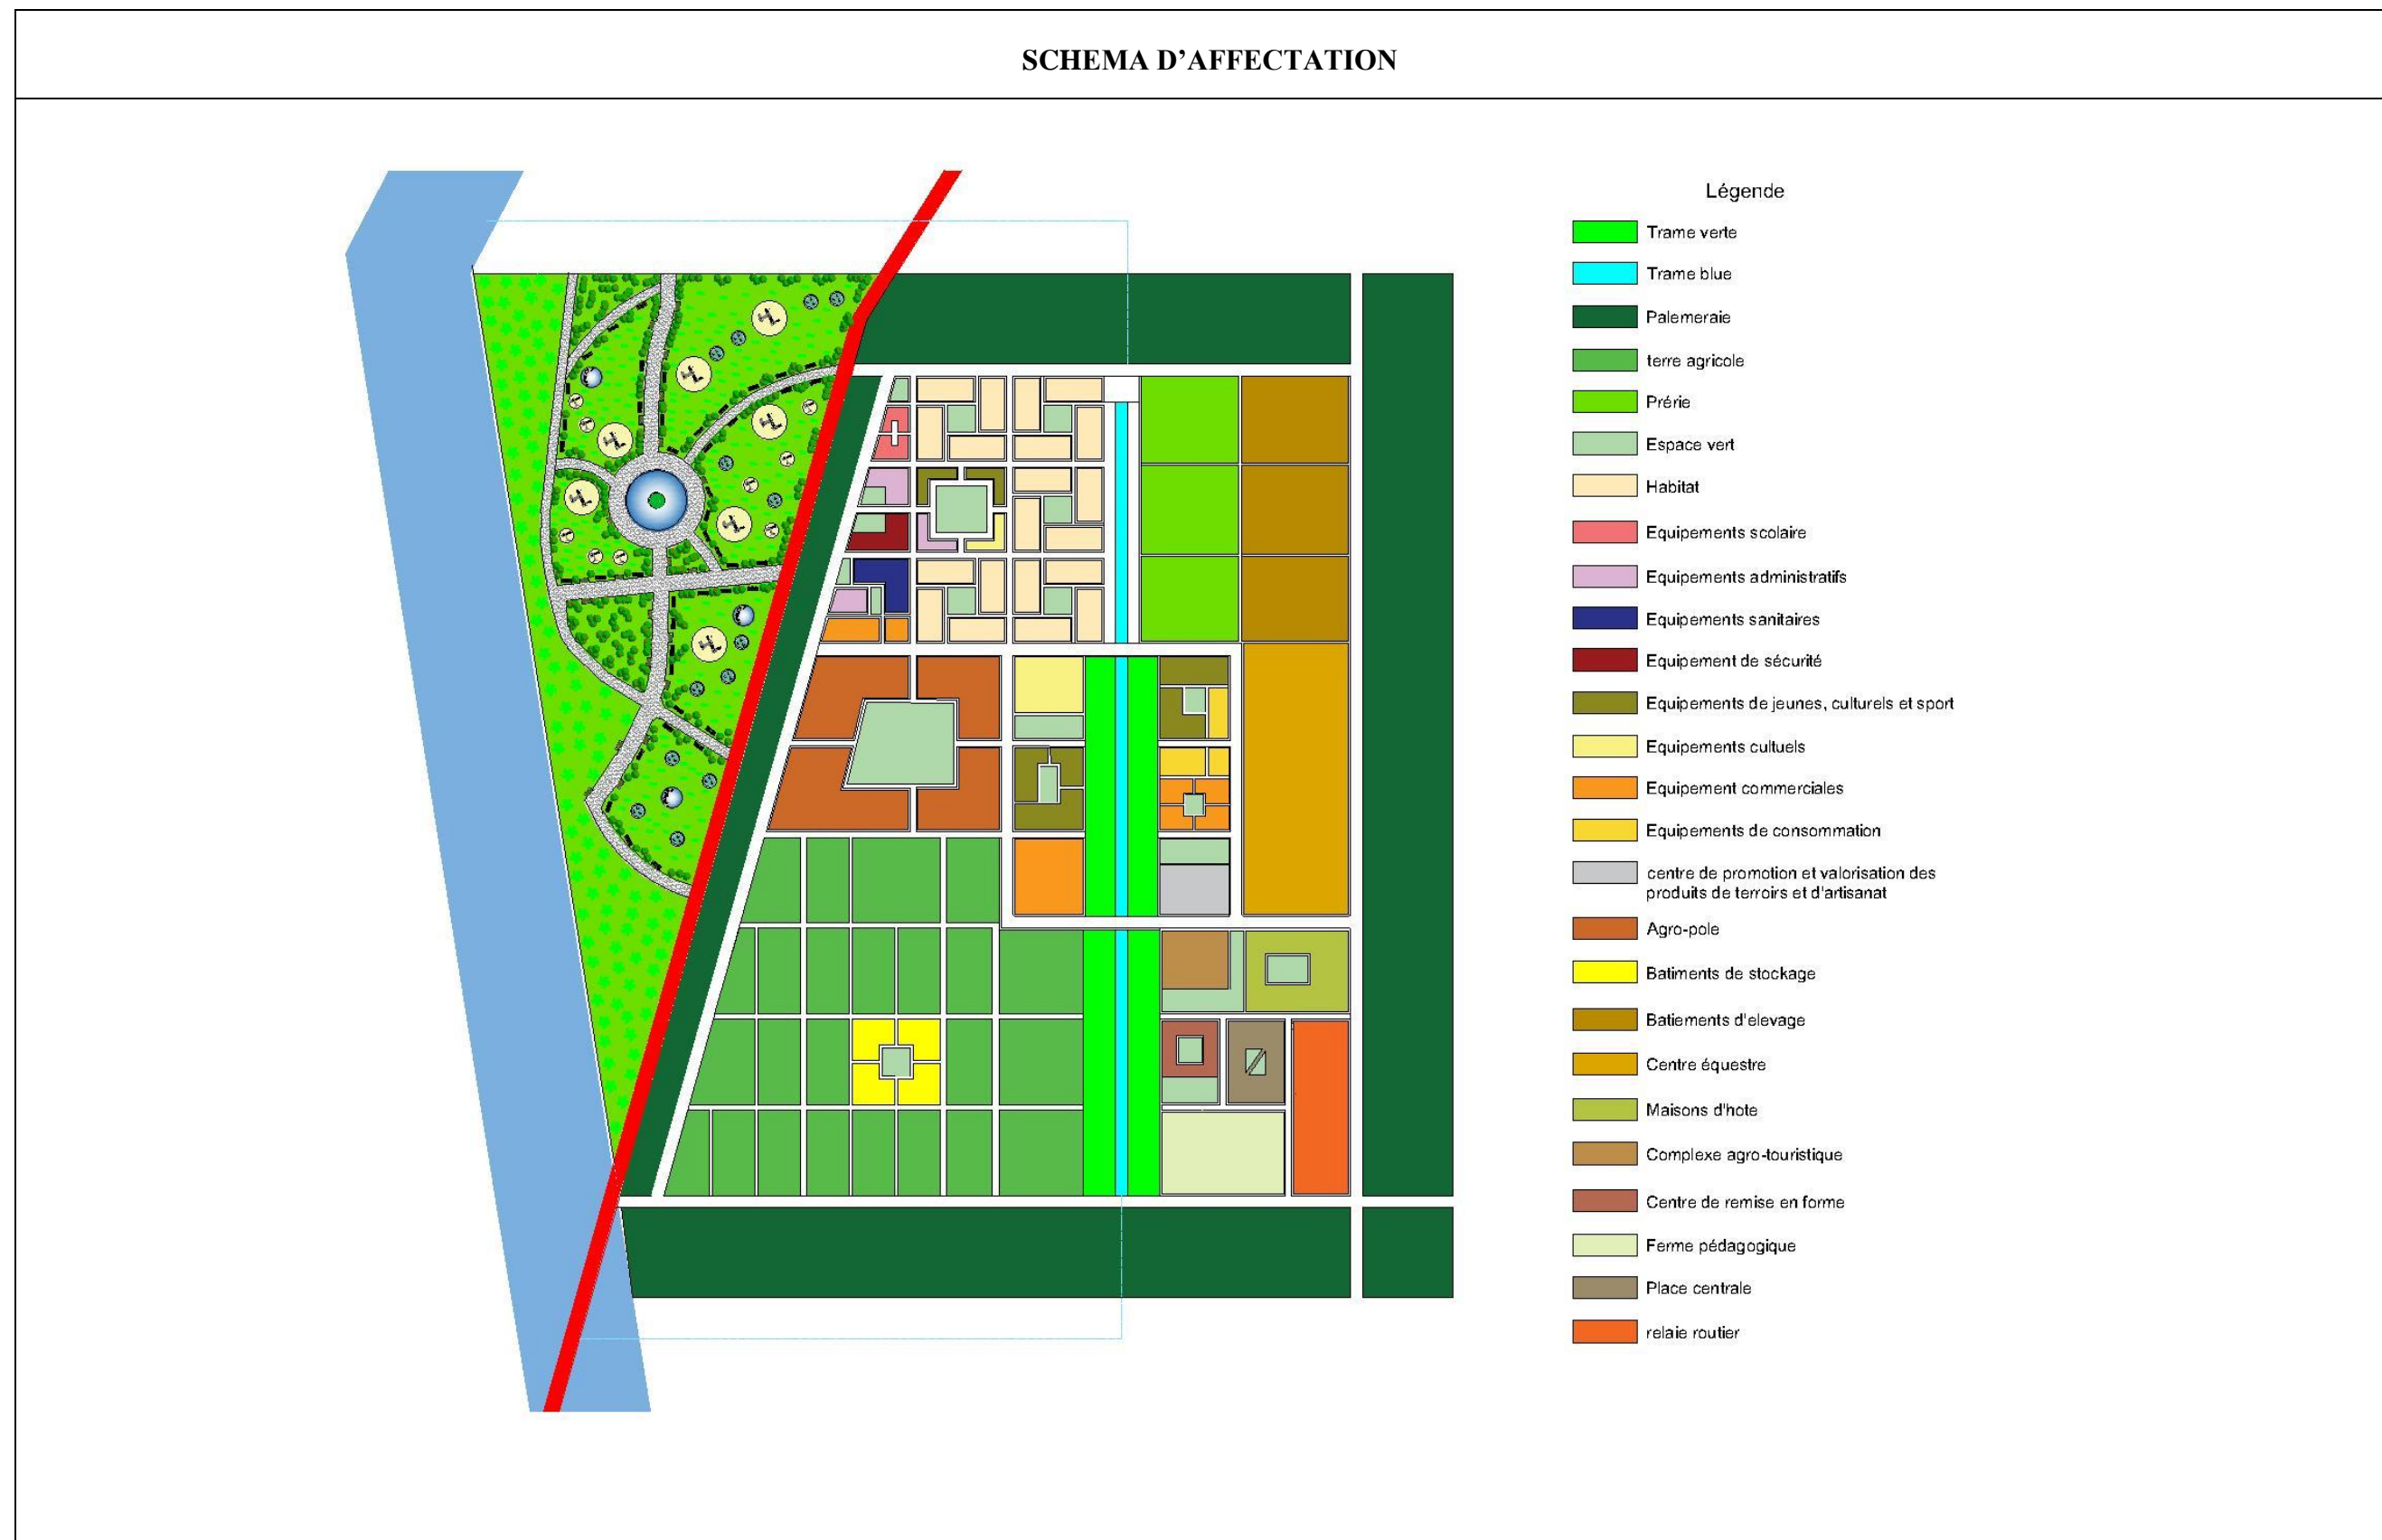 SCHEMA D’AFFECTATION
Légende
Trame verte
Trame blue
Palemeraie
terre agricole
Prérie
Espace vert
Habitat
Equipements scolaire
Equipements administratifs
Equipements sanitaires
Equipement de sécurité
Equipements de jeunes, culturels et sport
Equipements cultuels
Equipement commerciales
Equipements de consommation
centre de promotion et valorisation des
produits de terroirs et d'artisanat
Agro-pole
Batiments de stockage
Batiements d'elevage
Centre équestre
Maisons d'hote
Complexe agro-touristique
Centre de remise en forme
Ferme pédagogique
Place centrale
relaie routier